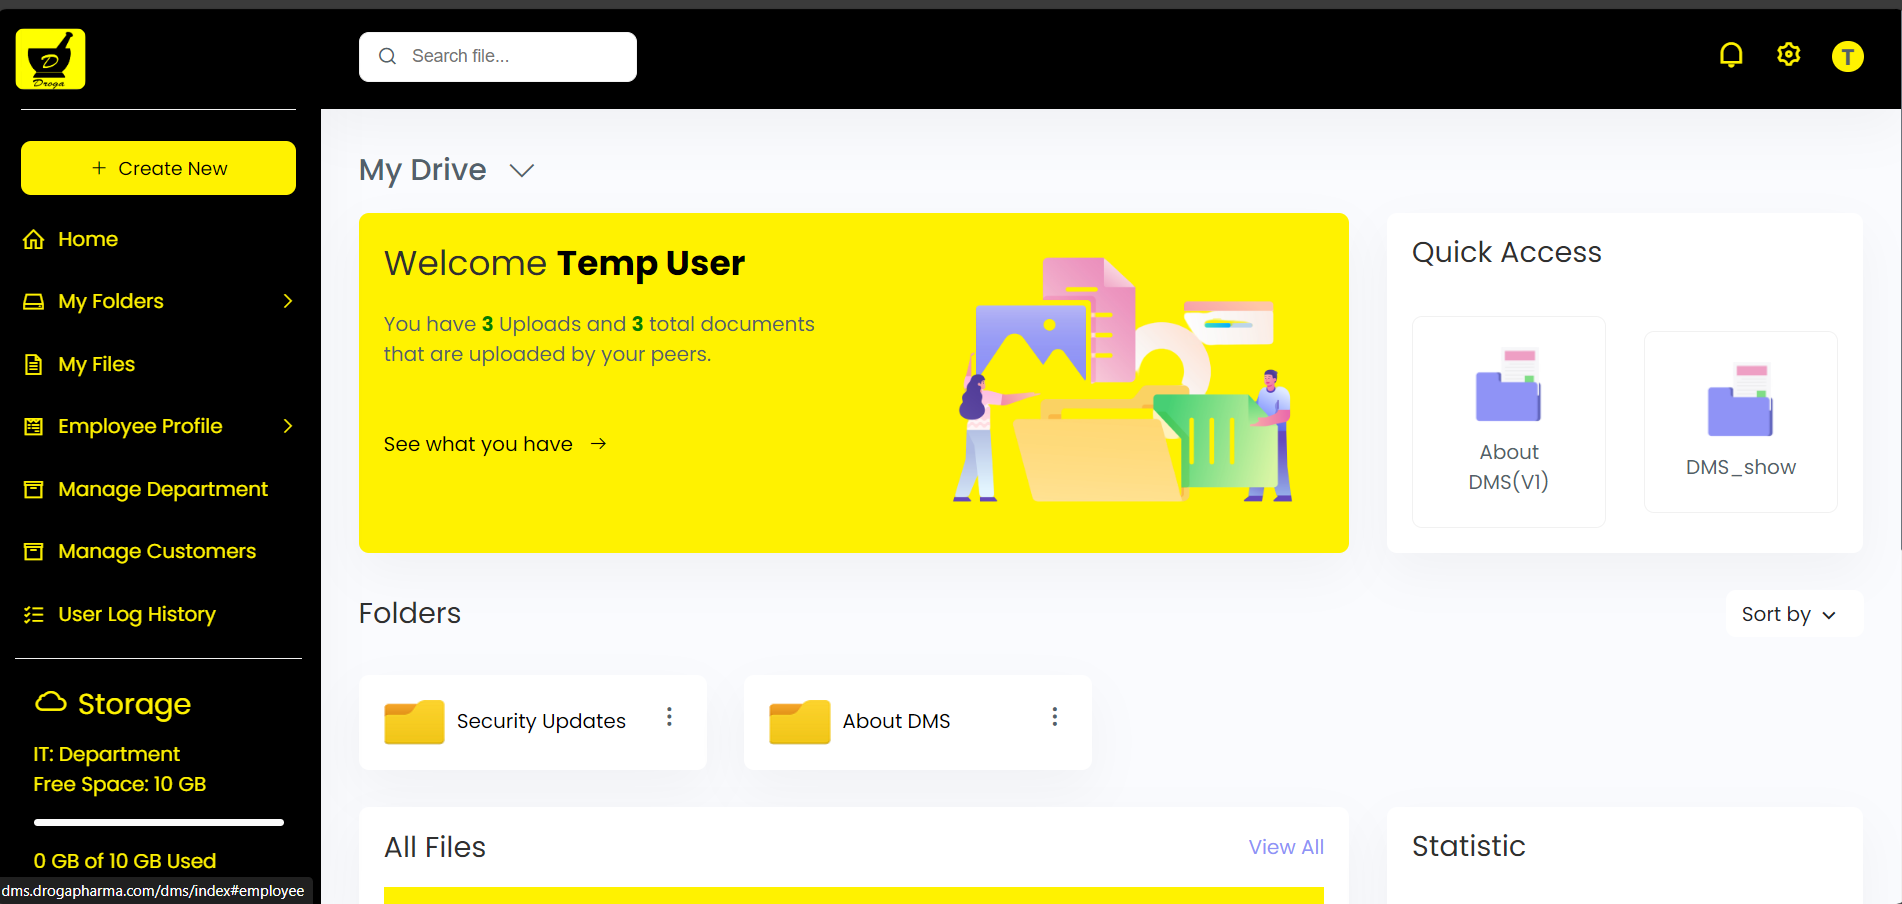 D
Droga
Search file...
T
Create New
Home
My Folders
My Files
Employee Profile
Manage Department
Manage Customers
User Log History
Storage
IT: Department
Free Space: 10 GB
0 GB of 10 GB Used
dms.drogapharma.com/dms/index#employee
My Drive
Welcome Temp User
You have 3 Uploads and 3 total documents
that are uploaded by your peers.
See what you have
Quick Access
About
DMS(V1)
DMS_show
Folders
Sort by
Security Updates
About DMS
All Files
View All
Statistic